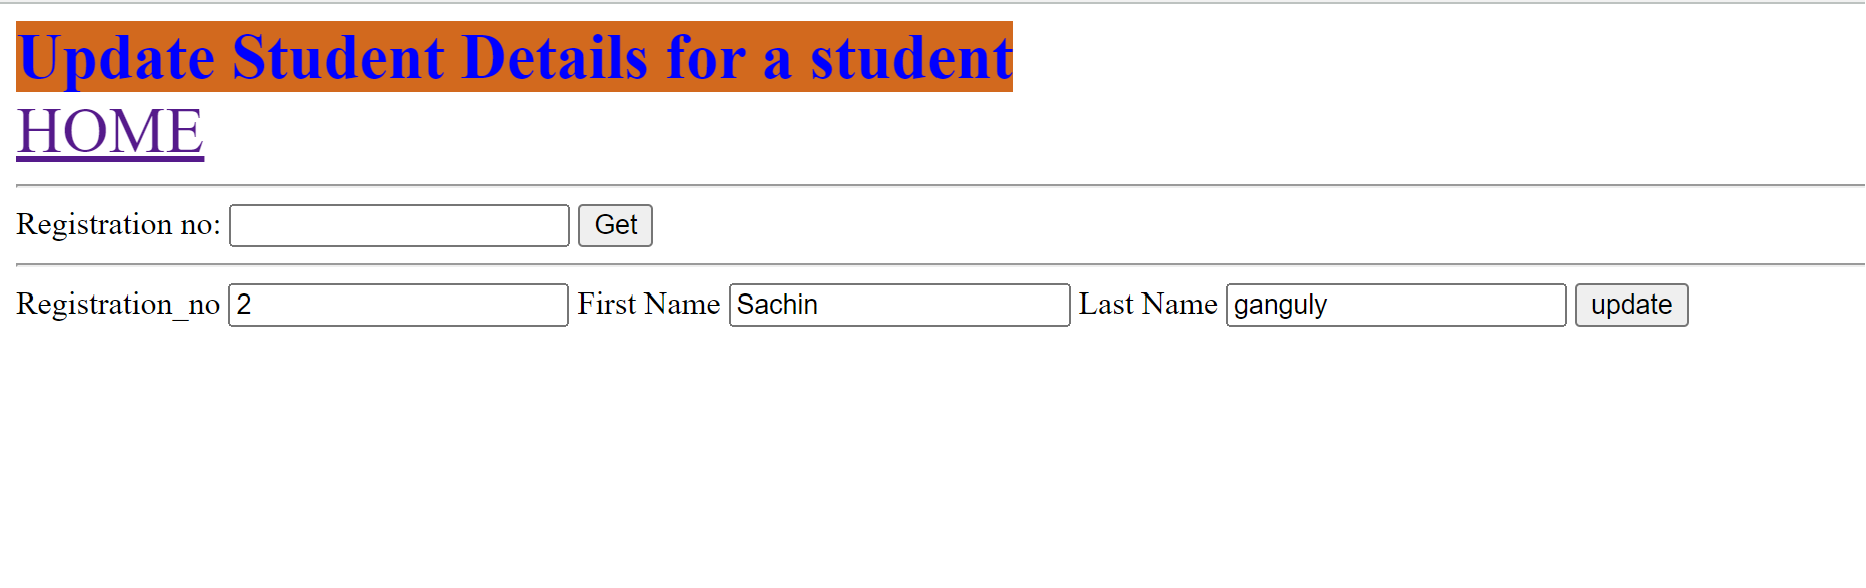 Update Student Details for a student
HOME
Registration no: Get
Registration_no 2 First Name Sachin Last Name ganguly update